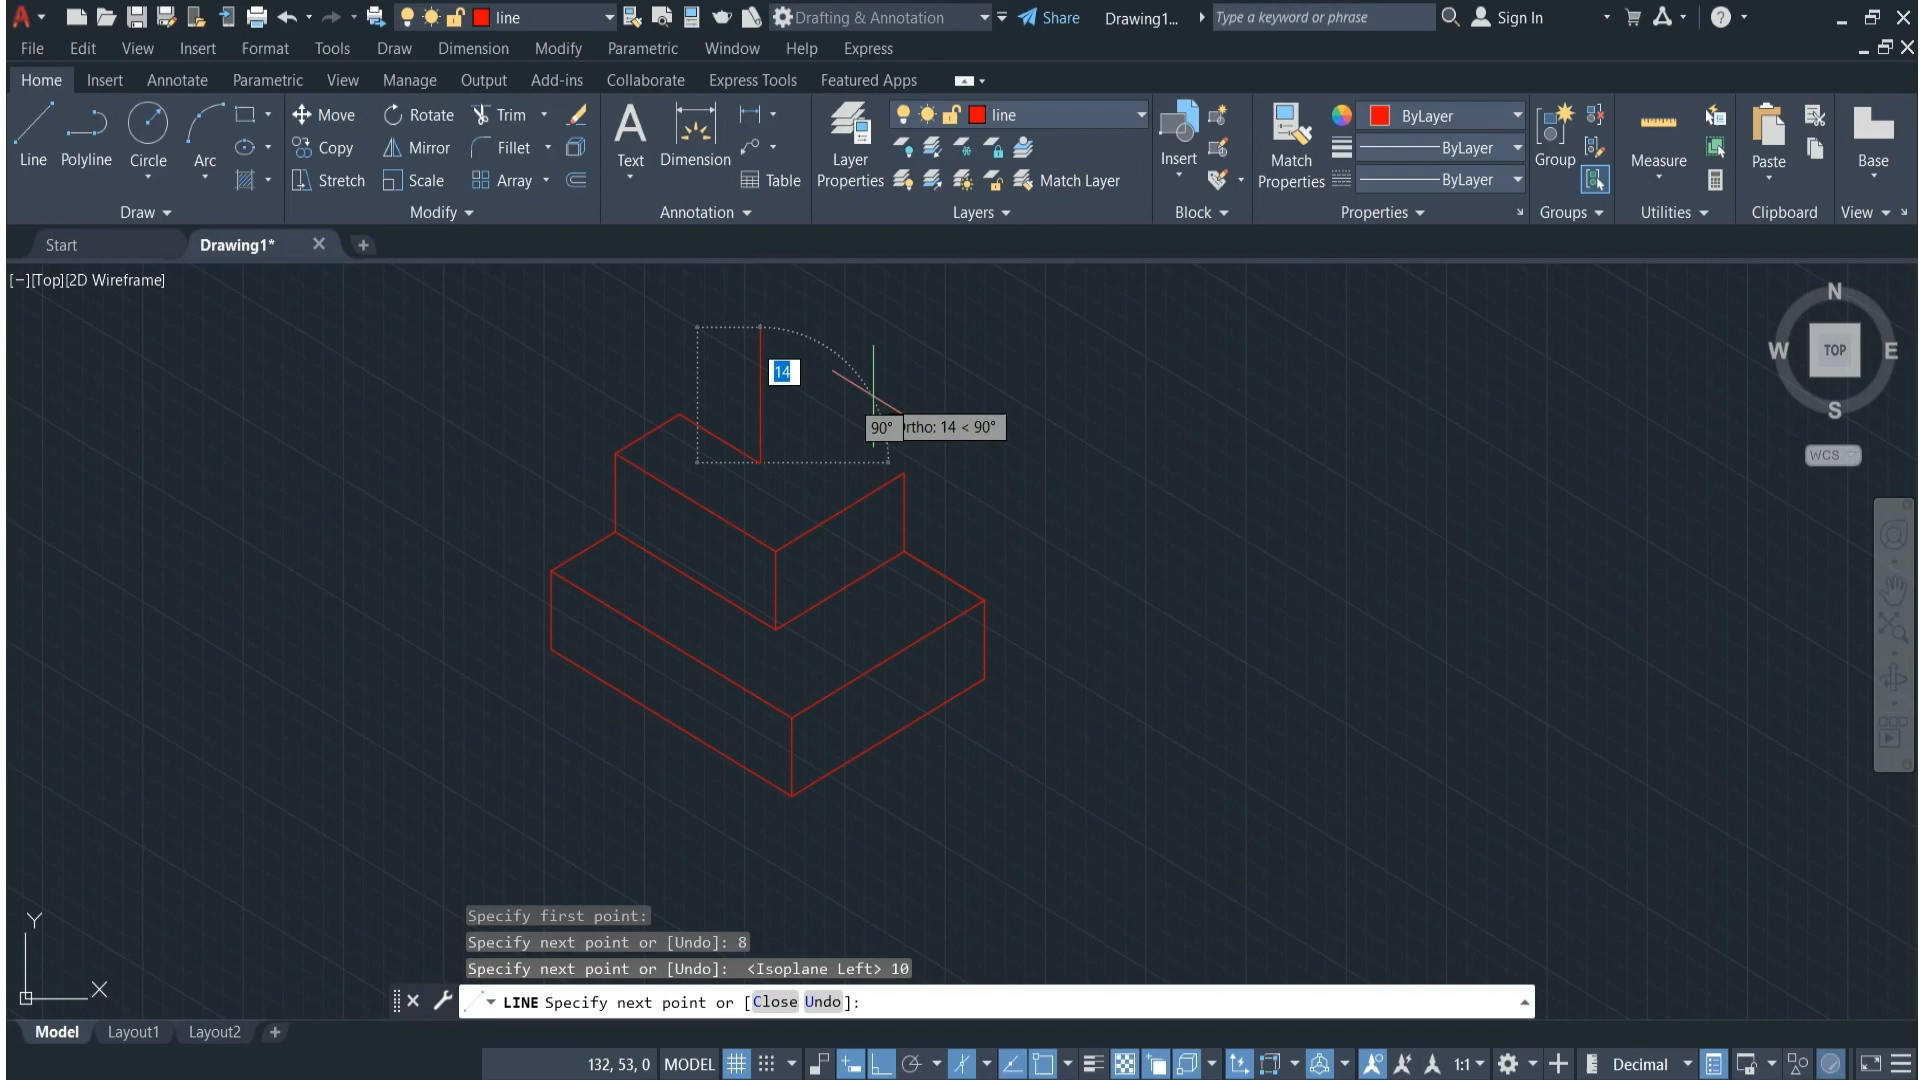 line Drafting & Annotation Share Drawing1... Type a keyword or phrase Sign In
File Edit View Insert Format Tools Draw Dimension Modify Parametric Window Help Express
Home Insert Annotate Parametric View Manage Output Add-ins Collaborate Express Tools Featured Apps
Move Rotate Trim line ByLayer
Line Polyline Circle Arc Copy Mirror Fillet Text Dimension Layer Properties Insert Match Properties ByLayer Group Measure Paste Base
Stretch Scale Array Table Match Layer ByLayer
Draw Modify Annotation Layers Block Properties Groups Utilities Clipboard View
Start Drawing1*
[−][Top][2D Wireframe]
N
W TOP E
S
14
90° rtho: 14 < 90°
WCS
Y
X
Specify first point:
Specify next point or [Undo]: 8
Specify next point or [Undo]: <Isoplane Left> 10
LINE Specify next point or [Close Undo]:
Model Layout1 Layout2
132, 53, 0 MODEL 1:1 Decimal